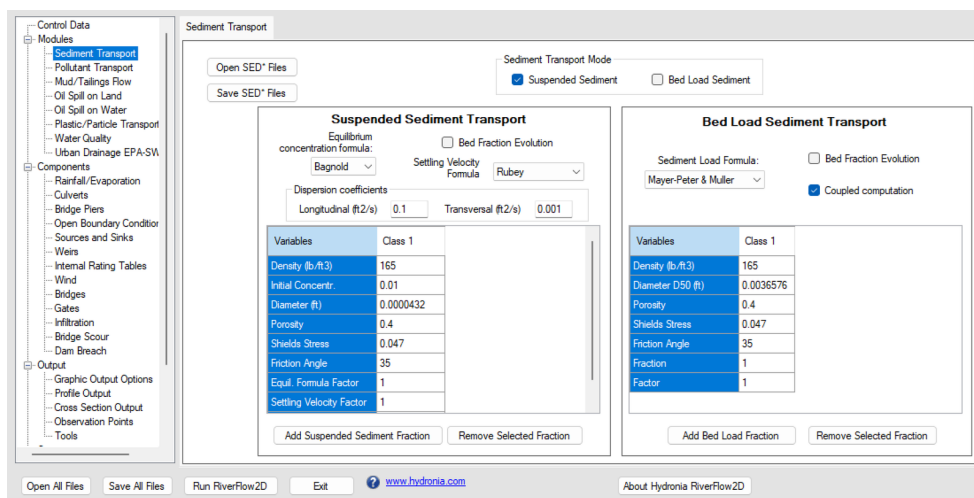 Control Data
Modules
Sediment Transport
Pollutant Transport
Mud/Tailings Flow
Oil Spill on Land
Oil Spill on Water
Plastic/Particle Transport
Water Quality
Urban Drainage EPA-SW
Components
Rainfall/Evaporation
Culverts
Bridge Piers
Open Boundary Condition
Sources and Sinks
Weirs
Internal Rating Tables
Wind
Bridges
Gates
Infiltration
Bridge Scour
Dam Breach
Output
Graphic Output Options
Profile Output
Cross Section Output
Observation Points
Tools
Sediment Transport
Open SED* Files
Save SED* Files
Sediment Transport Mode
Suspended Sediment Bed Load Sediment
Suspended Sediment Transport
Equilibrium
concentration formula:
Bed Fraction Evolution
Bagnold
Settling Velocity
Formula
Rubey
Dispersion coefficients
Longitudinal (ft2/s) 0.1 Transversal (ft2/s) 0.001
Variables Class 1
Density (lb/ft3) 165
Initial Concentr. 0.01
Diameter (ft) 0.0000432
Porosity 0.4
Shields Stress 0.047
Friction Angle 35
Equil. Formula Factor 1
Settling Velocity Factor 1
Add Suspended Sediment Fraction Remove Selected Fraction
Bed Load Sediment Transport
Sediment Load Formula:
Bed Fraction Evolution
Mayer-Peter & Muller
Coupled computation
Variables Class 1
Density (lb/ft3) 165
Diameter D50 (ft) 0.0036576
Porosity 0.4
Shields Stress 0.047
Friction Angle 35
Fraction 1
Factor 1
Add Bed Load Fraction Remove Selected Fraction
Open All Files Save All Files Run RiverFlow2D Exit ? www.hydronia.com About Hydronia RiverFlow2D